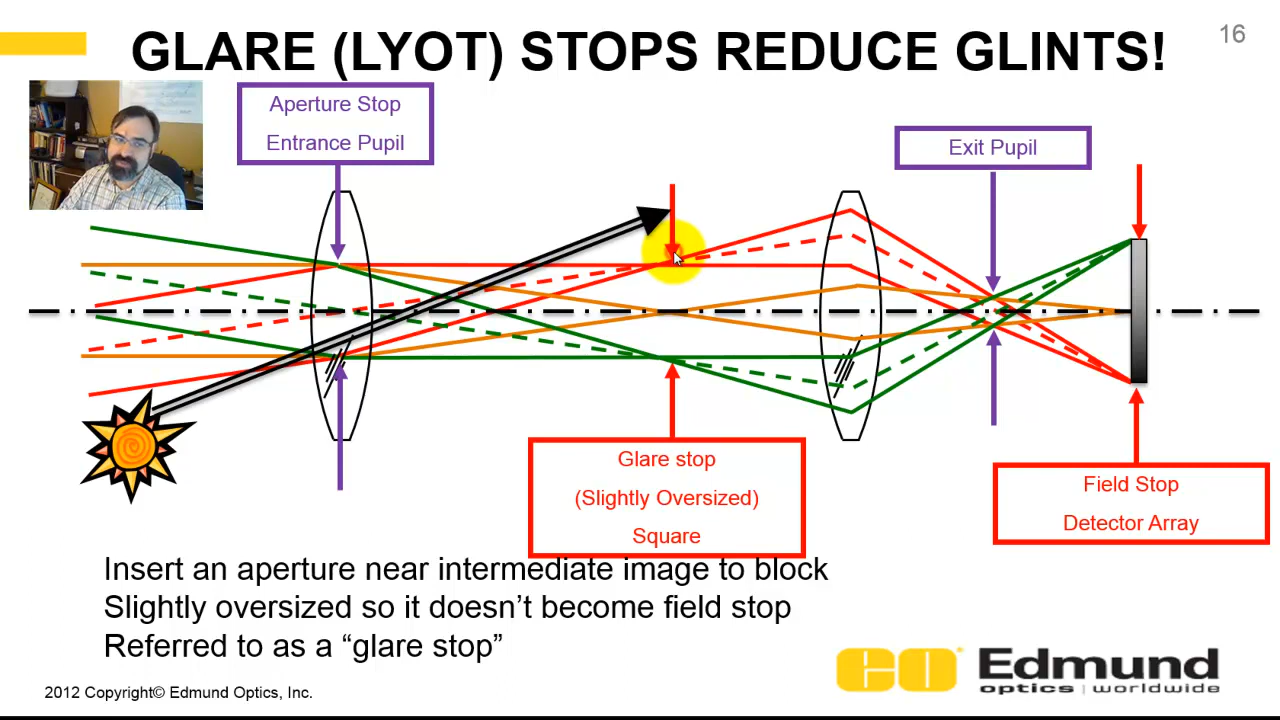 GLARE (LYOT) STOPS REDUCE GLINTS!
16
Aperture Stop
Entrance Pupil
Exit Pupil
Glare stop
(Slightly Oversized)
Square
Field Stop
Detector Array
Insert an aperture near intermediate image to block
Slightly oversized so it doesn’t become field stop
Referred to as a “glare stop”
2012 Copyright© Edmund Optics, Inc.
EO Edmund
optics | worldwide